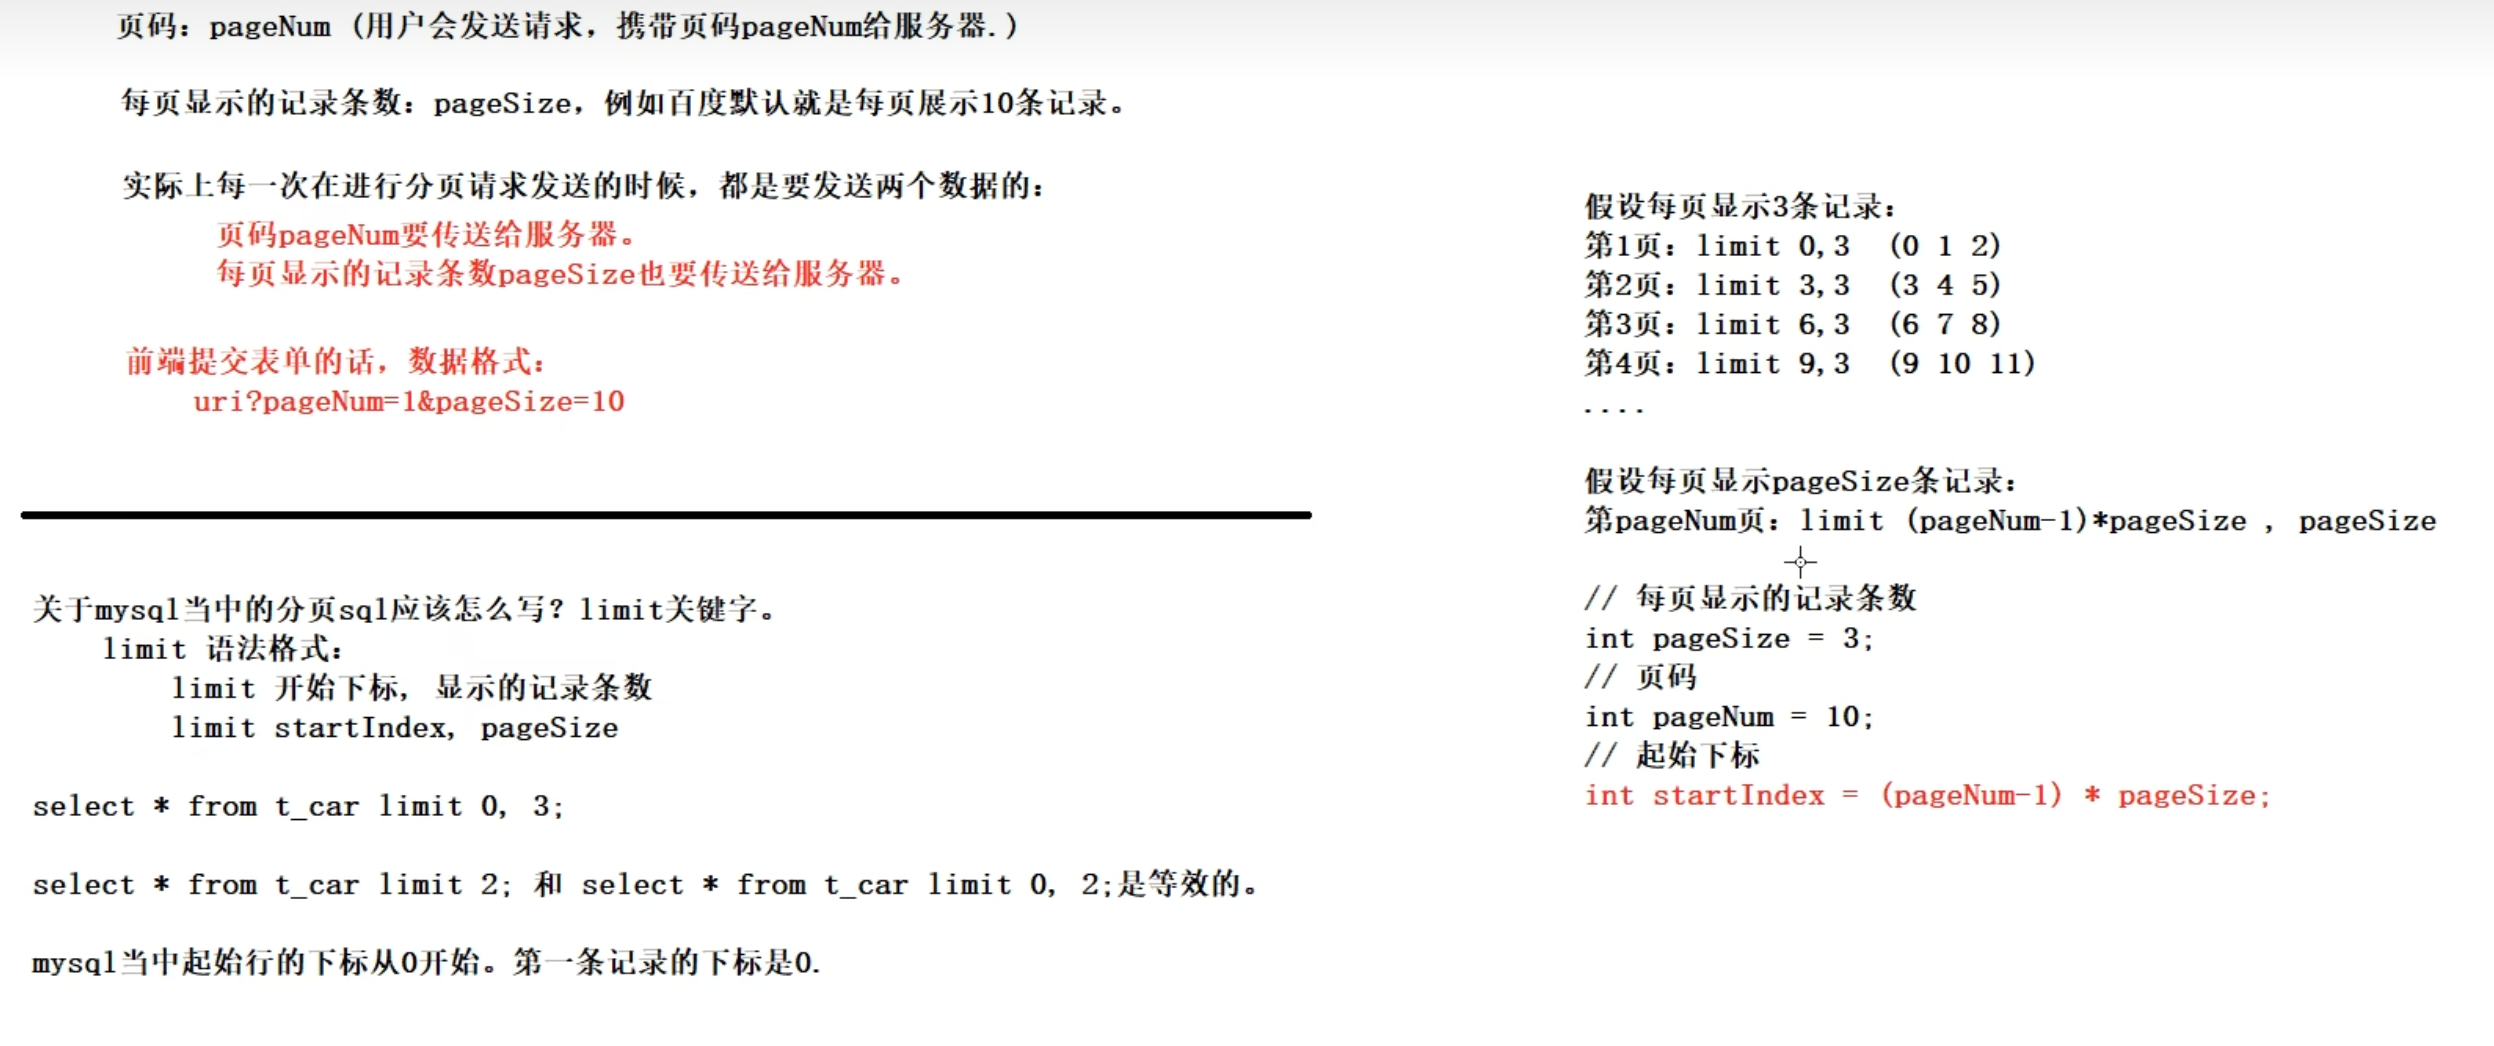 页码：pageNum (用户会发送请求，携带页码pageNum给服务器.)
每页显示的记录条数：pageSize，例如百度默认就是每页展示10条记录。
实际上每一次在进行分页请求发送的时候，都是要发送两个数据的：
页码pageNum要传送给服务器。
每页显示的记录条数pageSize也要传送给服务器。
前端提交表单的话，数据格式：
uri?pageNum=1&pageSize=10
关于mysql当中的分页sql应该怎么写？limit关键字。
limit 语法格式：
limit 开始下标, 显示的记录条数
limit startIndex, pageSize
select * from t_car limit 0, 3;
select * from t_car limit 2; 和 select * from t_car limit 0, 2;是等效的。
mysql当中起始行的下标从0开始。第一条记录的下标是0.
假设每页显示3条记录：
第1页：limit 0,3 (0 1 2)
第2页：limit 3,3 (3 4 5)
第3页：limit 6,3 (6 7 8)
第4页：limit 9,3 (9 10 11)
....
假设每页显示pageSize条记录：
第pageNum页：limit (pageNum-1)*pageSize , pageSize
// 每页显示的记录条数
int pageSize = 3;
// 页码
int pageNum = 10;
// 起始下标
int startIndex = (pageNum-1) * pageSize;